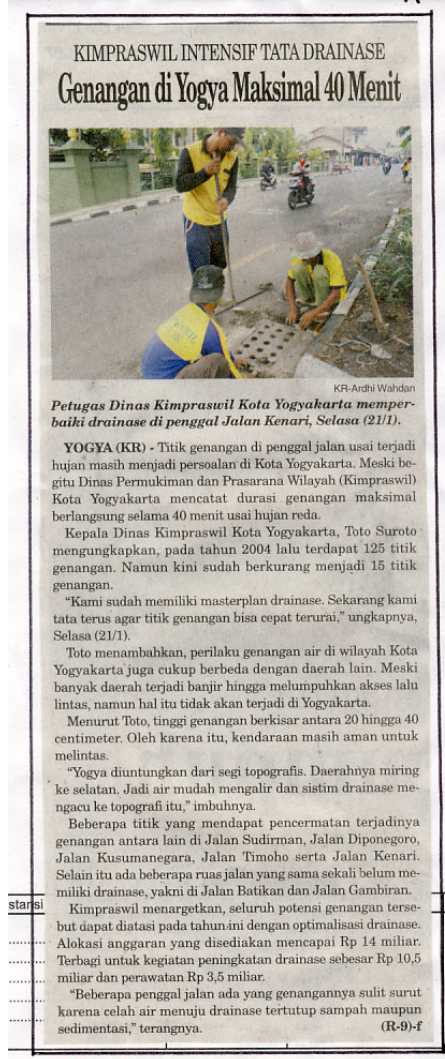 KIMPRASWIL INTENSIF TATA DRAINASE
Genangan di Yogya Maksimal 40 Menit
KR-Ardhi Wahdan
Petugas Dinas Kimpraswil Kota Yogyakarta memper-
baiki drainase di penggal Jalan Kenari, Selasa (21/1).
YOGYA (KR) - Titik genangan di penggal jalan usai terjadi
hujan masih menjadi persoalan di Kota Yogyakarta. Meski be-
gitu Dinas Permukiman dan Prasarana Wilayah (Kimpraswil)
Kota Yogyakarta mencatat durasi genangan maksimal
berlangsung selama 40 menit usai hujan reda.
Kepala Dinas Kimpraswil Kota Yogyakarta, Toto Suroto
mengungkapkan, pada tahun 2004 lalu terdapat 125 titik
genangan. Namun kini sudah berkurang menjadi 15 titik
genangan.
“Kami sudah memiliki masterplan drainase. Sekarang kami
tata terus agar titik genangan bisa cepat terurai,” ungkapnya,
Selasa (21/1).
Toto menambahkan, perilaku genangan air di wilayah Kota
Yogyakarta juga cukup berbeda dengan daerah lain. Meski
banyak daerah terjadi banjir hingga melumpuhkan akses lalu
lintas, namun hal itu tidak akan terjadi di Yogyakarta.
Menurut Toto, tinggi genangan berkisar antara 20 hingga 40
centimeter. Oleh karena itu, kendaraan masih aman untuk
melintas.
“Yogya diuntungkan dari segi topografis. Daerahnya miring
ke selatan. Jadi air mudah mengalir dan sistim drainase me-
ngacu ke topografi itu,” imbuhnya.
Beberapa titik yang mendapat pencermatan terjadinya
genangan antara lain di Jalan Sudirman, Jalan Diponegoro,
Jalan Kusumanegara, Jalan Timoho serta Jalan Kenari.
Selain itu ada beberapa ruas jalan yang sama sekali belum me-
miliki drainase, yakni di Jalan Batikan dan Jalan Gambiran.
Kimpraswil menargetkan, seluruh potensi genangan terse-
but dapat diatasi pada tahun ini dengan optimalisasi drainase.
Alokasi anggaran yang disediakan mencapai Rp 14 miliar.
Terbagi untuk kegiatan peningkatan drainase sebesar Rp 10,5
miliar dan perawatan Rp 3,5 miliar.
“Beberapa penggal jalan ada yang genangannya sulit surut
karena celah air menuju drainase tertutup sampah maupun
sedimentasi,” terangnya. (R-9)-f
stansi